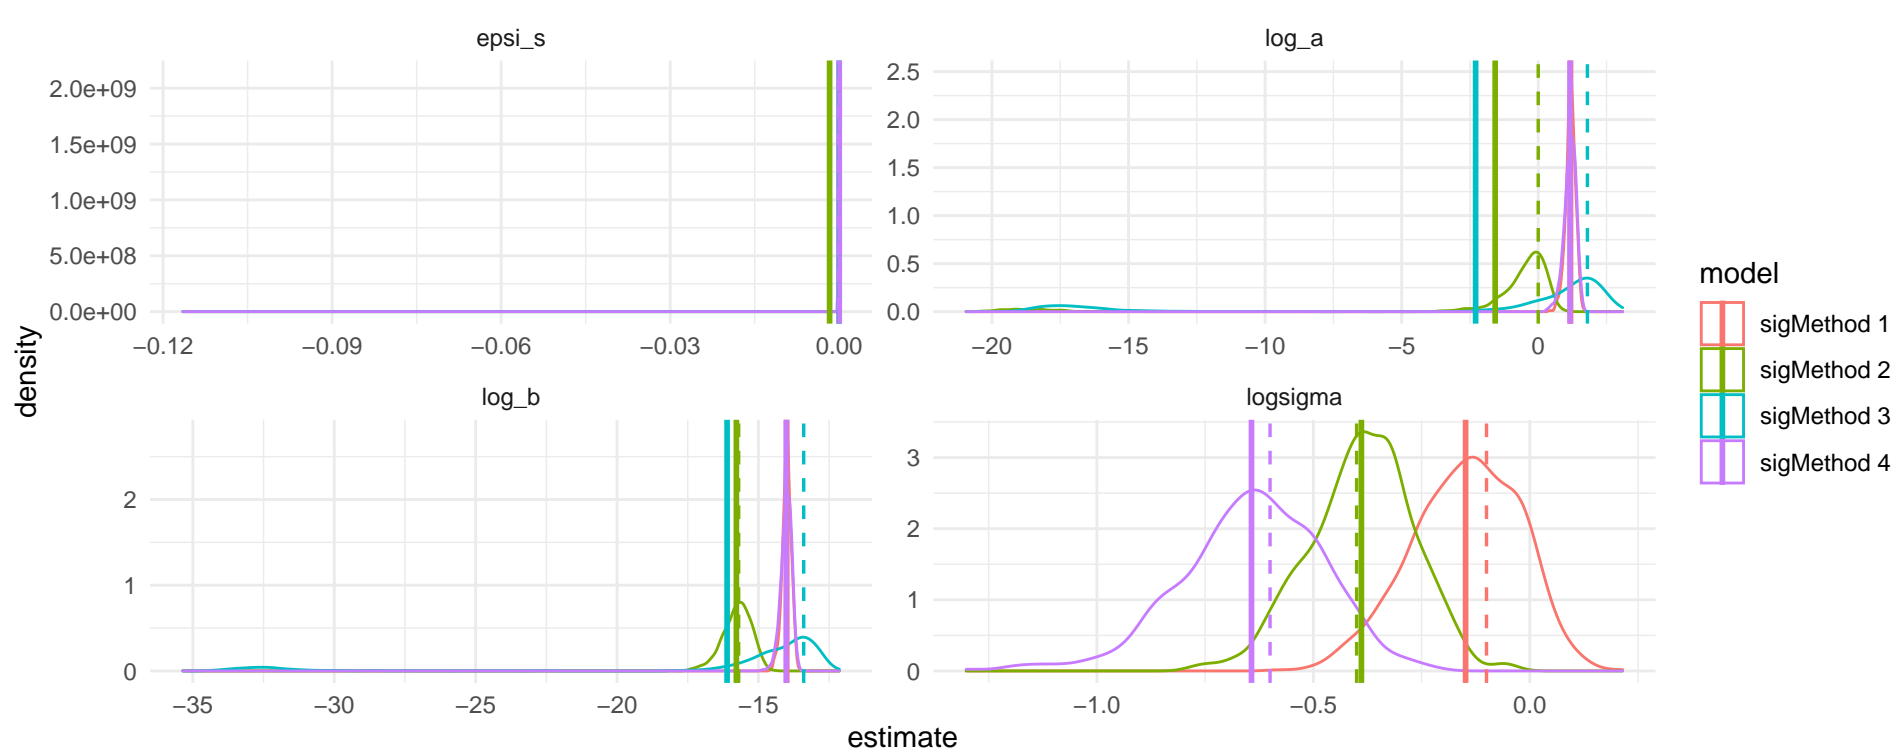 epsi_s
log_a
2.0e+09
1.5e+09
1.0e+09
5.0e+08
0.0e+00
−0.12 −0.09 −0.06 −0.03 0.00
2.5
2.0
1.5
1.0
0.5
0.0
−20 −15 −10 −5 0
log_b
logsigma
2
1
0
−35 −30 −25 −20 −15
3
2
1
0
−1.0 −0.5 0.0
density
estimate
model
sigMethod 1
sigMethod 2
sigMethod 3
sigMethod 4